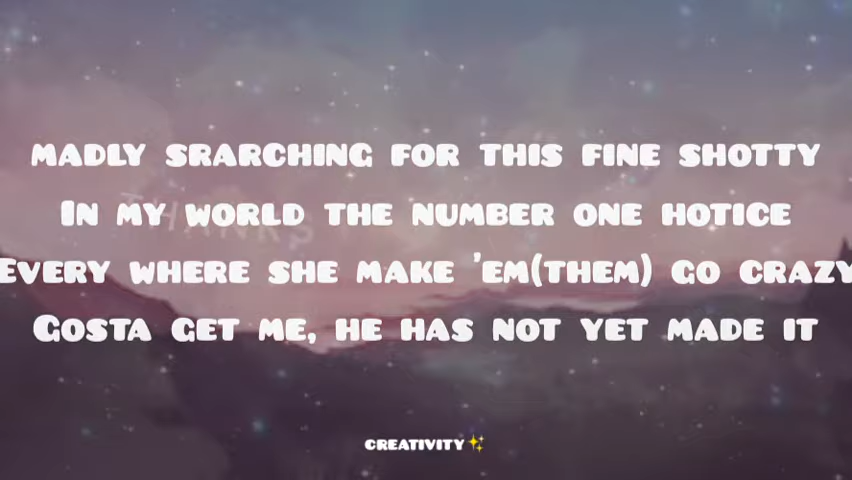 MADLY SRARCHING FOR THIS FINE SHOTTY
IN MY WORLD THE NUMBER ONE HOTICE
EVERY WHERE SHE MAKE 'EM(THEM) GO CRAZY
GOSTA GET ME, HE HAS NOT YET MADE IT
THANKS
CREATIVITY✨